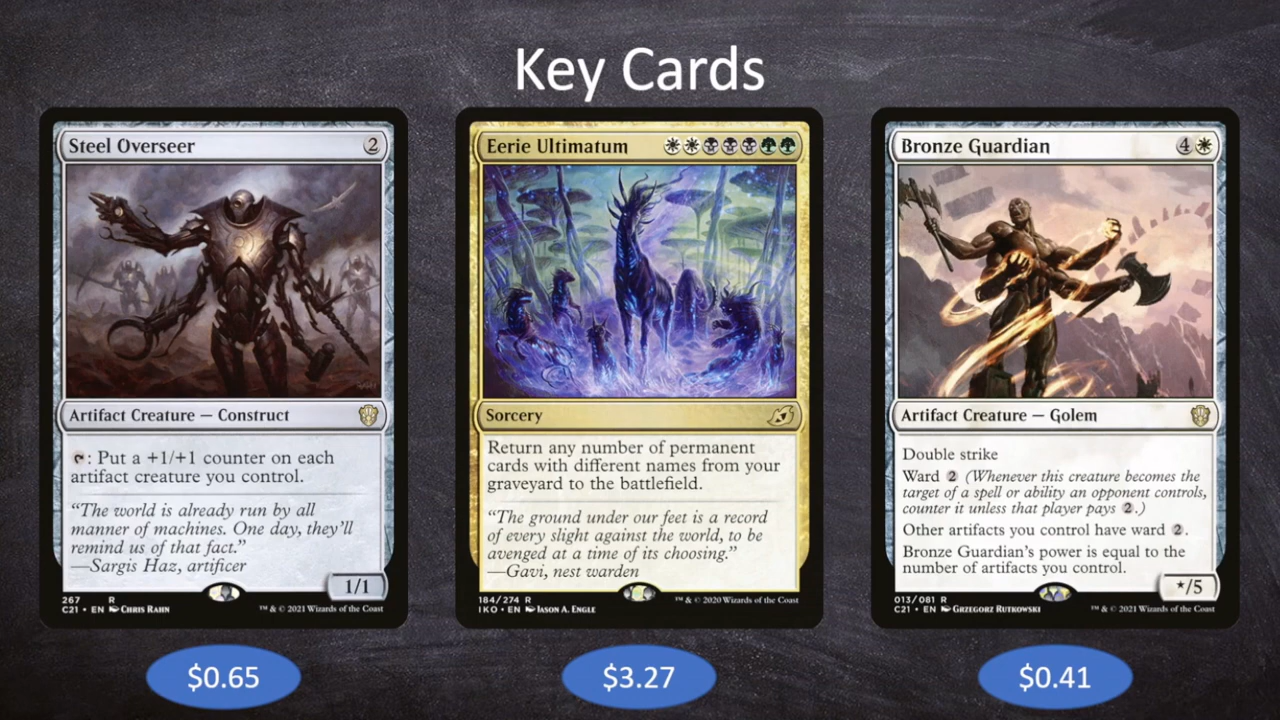 Key Cards
Steel Overseer 2
Artifact Creature — Construct
: Put a +1/+1 counter on each
artifact creature you control.
“The world is already run by all
manner of machines. One day, they’ll
remind us of that fact.”
—Sargis Haz, artificer
1/1
267 R
C21 • EN Chris Rahn
™ & © 2021 Wizards of the Coast
$0.65
Eerie Ultimatum
Sorcery
Return any number of permanent
cards with different names from your
graveyard to the battlefield.
“The ground under our feet is a record
of every slight against the world, to be
avenged at a time of its choosing.”
—Gavi, nest warden
184/274 R
IKO • EN Jason A. Engle
™ & © 2020 Wizards of the Coast
$3.27
Bronze Guardian 4
Artifact Creature — Golem
Double strike
Ward 2 (Whenever this creature becomes the
target of a spell or ability an opponent controls,
counter it unless that player pays 2.)
Other artifacts you control have ward 2.
Bronze Guardian’s power is equal to the
number of artifacts you control.
*/5
013/081 R
C21 • EN Grzegorz Rutkowski
™ & © 2021 Wizards of the Coast
$0.41